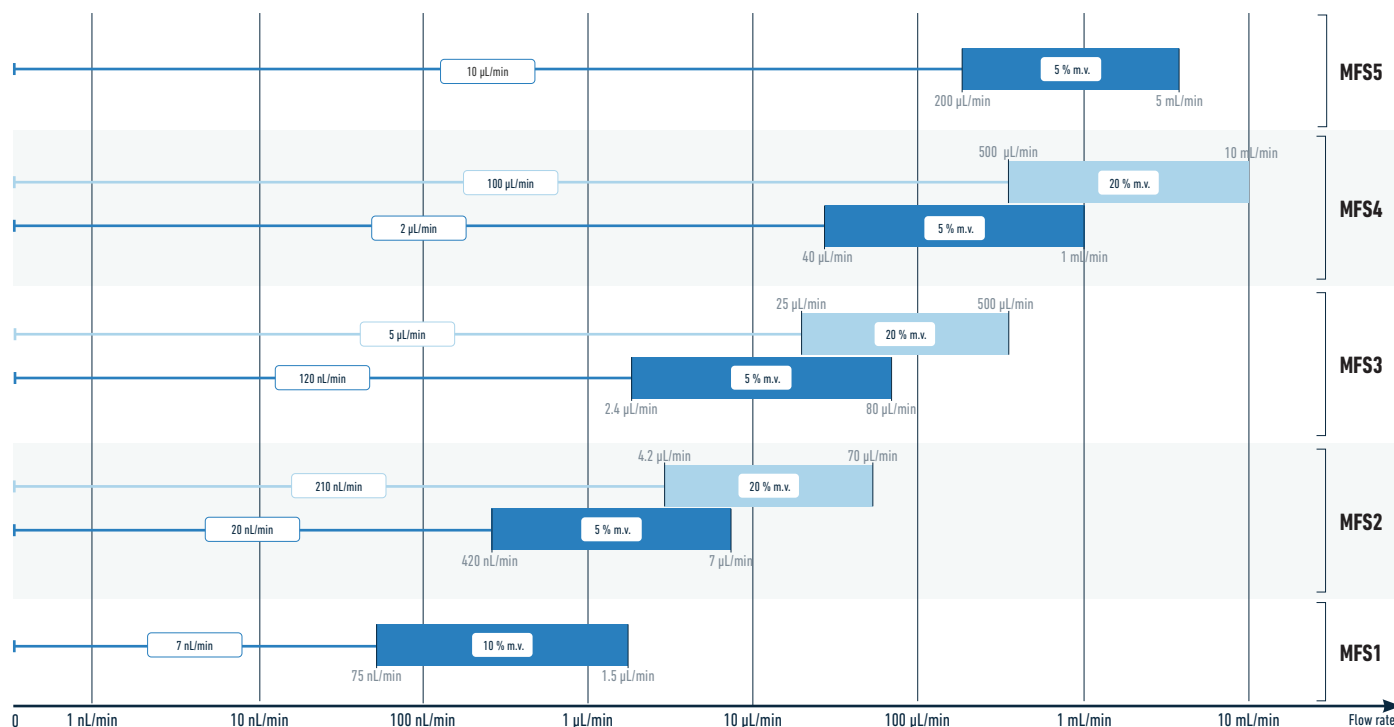 10 µL/min
5 % m.v.
MFS5
200 µL/min
5 mL/min
500 µL/min
10 mL/min
100 µL/min
20 % m.v.
MFS4
2 µL/min
5 % m.v.
40 µL/min
1 mL/min
25 µL/min
500 µL/min
5 µL/min
20 % m.v.
MFS3
120 nL/min
5 % m.v.
2.4 µL/min
80 µL/min
4.2 µL/min
70 µL/min
210 nL/min
20 % m.v.
MFS2
20 nL/min
5 % m.v.
420 nL/min
7 µL/min
7 nL/min
10 % m.v.
MFS1
75 nL/min
1.5 µL/min
0 1 nL/min 10 nL/min 100 nL/min 1 µL/min 10 µL/min 100 µL/min 1 mL/min 10 mL/min Flow rate